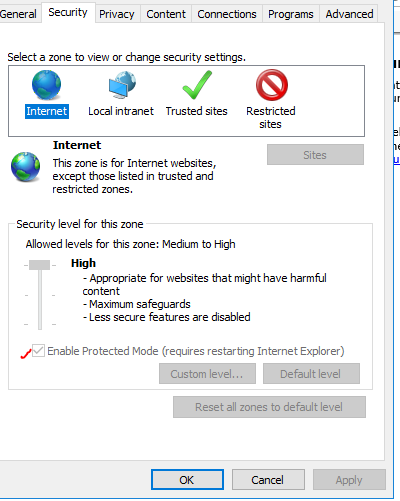 General Security Privacy Content Connections Programs Advanced
Select a zone to view or change security settings.
Internet Local intranet Trusted sites Restricted
sites
Internet
Sites
This zone is for Internet websites,
except those listed in trusted and
restricted zones.
Security level for this zone
Allowed levels for this zone: Medium to High
High
- Appropriate for websites that might have harmful
content
- Maximum safeguards
- Less secure features are disabled
Enable Protected Mode (requires restarting Internet Explorer)
Custom level... Default level
Reset all zones to default level
OK Cancel Apply